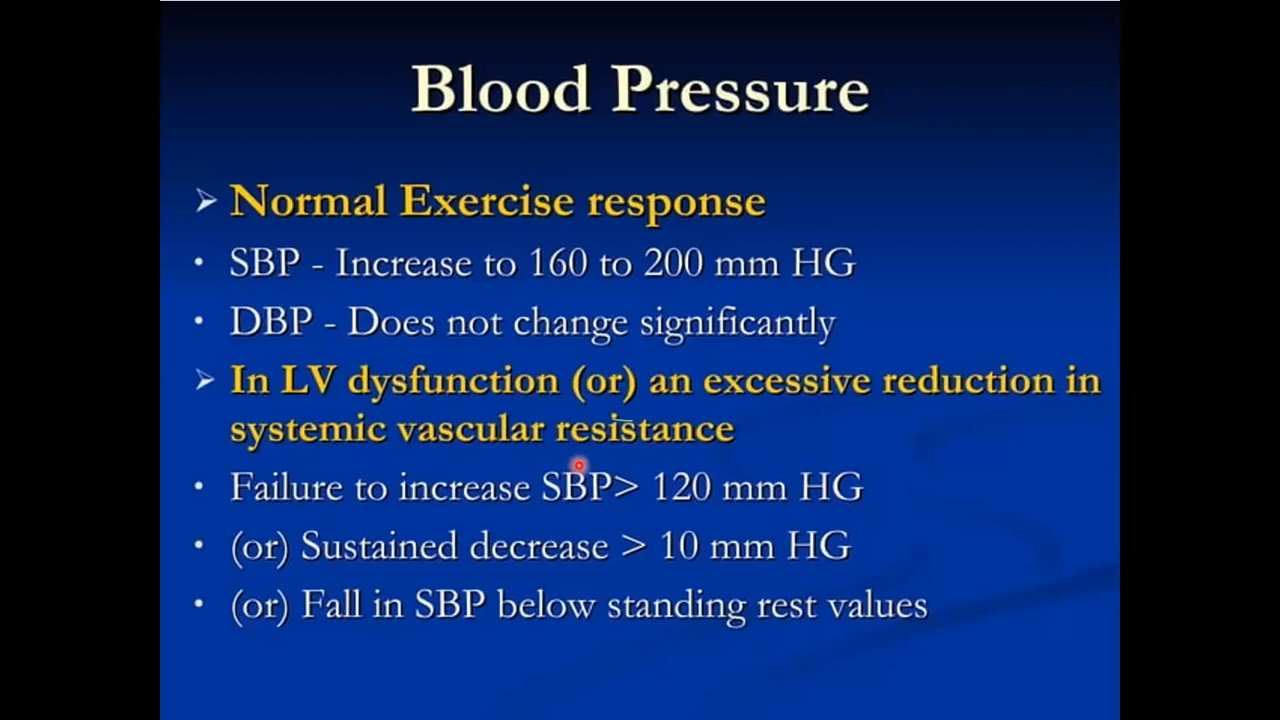 Blood Pressure
➢ Normal Exercise response
• SBP - Increase to 160 to 200 mm HG
• DBP - Does not change significantly
➢ In LV dysfunction (or) an excessive reduction in
systemic vascular resistance
• Failure to increase SBP> 120 mm HG
• (or) Sustained decrease > 10 mm HG
• (or) Fall in SBP below standing rest values